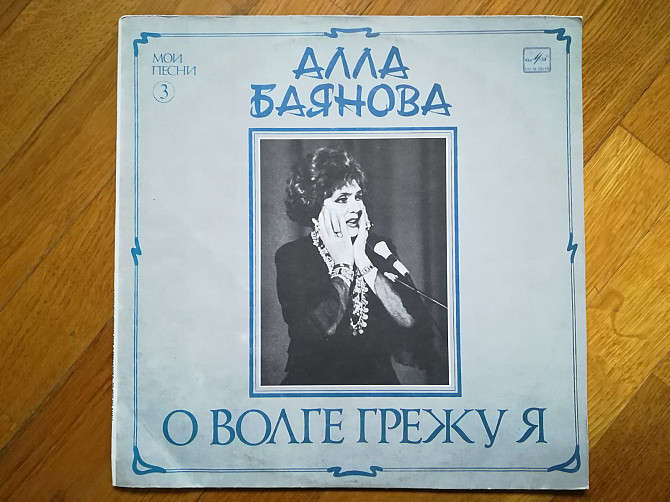 МОИ
ПЕСНИ
3
АЛЛА
БАЯНОВА
О ВОЛГЕ ГРЕЖУ Я